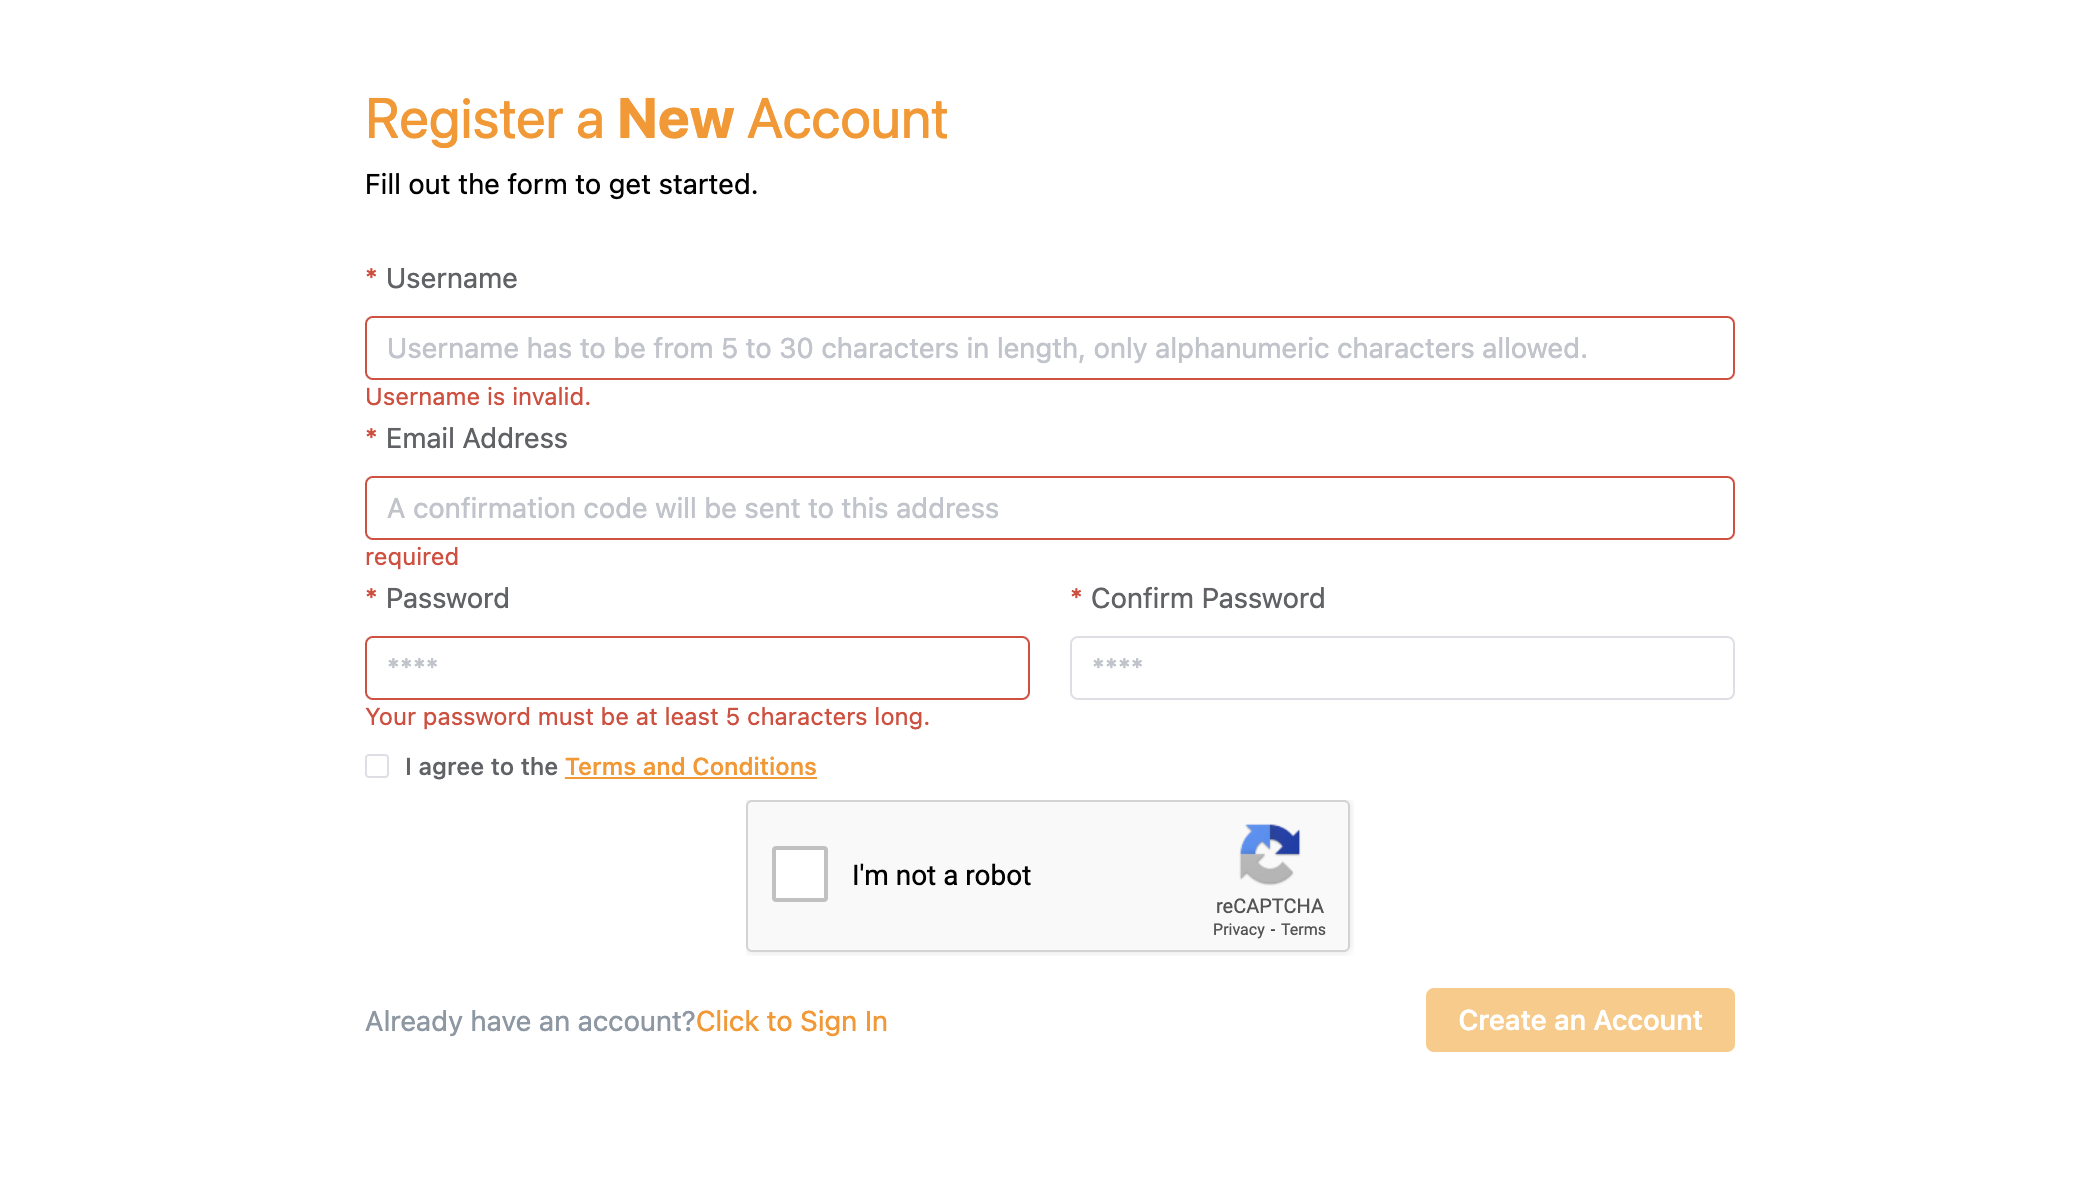 Register a New Account
Fill out the form to get started.
* Username
Username has to be from 5 to 30 characters in length, only alphanumeric characters allowed.
Username is invalid.
* Email Address
A confirmation code will be sent to this address
required
* Password
* Confirm Password
****
****
Your password must be at least 5 characters long.
I agree to the Terms and Conditions
I'm not a robot
reCAPTCHA
Privacy - Terms
Already have an account?Click to Sign In
Create an Account